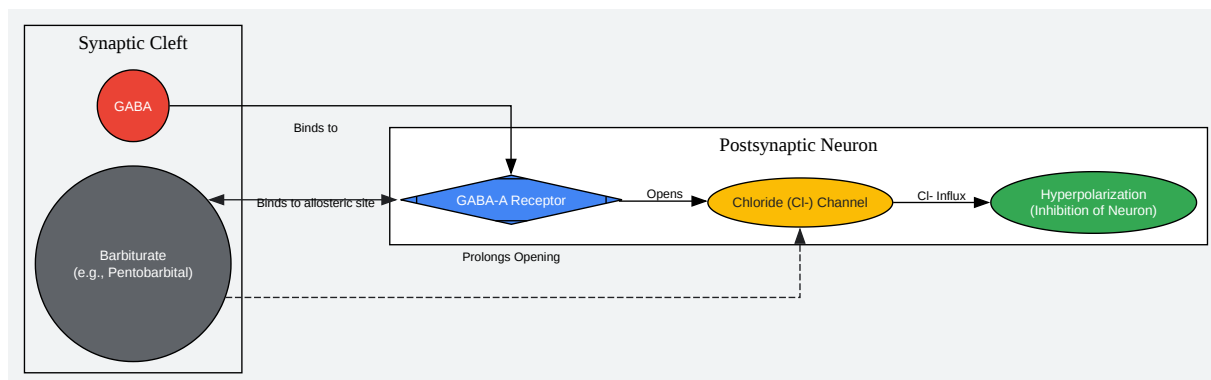 Synaptic Cleft
GABA
Binds to
Postsynaptic Neuron
GABA-A Receptor
Opens
Chloride (Cl-) Channel
Cl- Influx
Hyperpolarization
(Inhibition of Neuron)
Binds to allosteric site
Barbiturate
(e.g., Pentobarbital)
Prolongs Opening